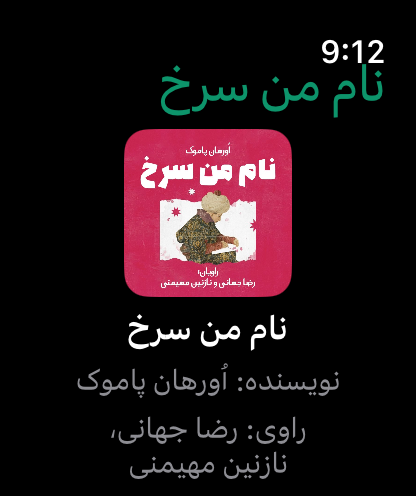 9:12
نام من سرخ
اُورهان پاموک
نام من سرخ
راویان:
رضا جهانی و نازنین مهیمنی
نام من سرخ
نویسنده: اُورهان پاموک
راوی: رضا جهانی،
نازنین مهیمنی